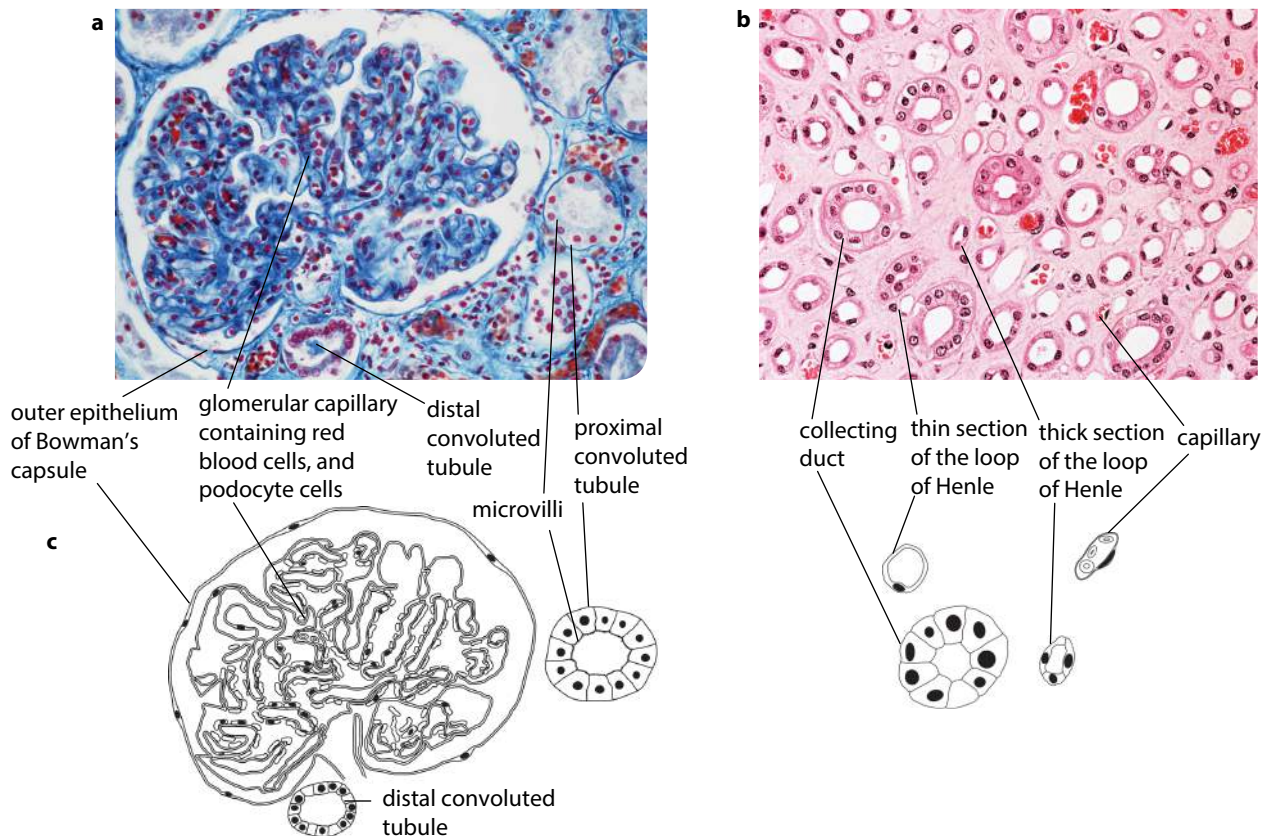 a
b
outer epithelium
of Bowman's
capsule
glomerular capillary
containing red
blood cells, and
podocyte cells
distal
convoluted
tubule
proximal
convoluted
tubule
microvilli
collecting
duct
thin section
of the loop
of Henle
thick section
of the loop
of Henle
capillary
c
distal convoluted
tubule